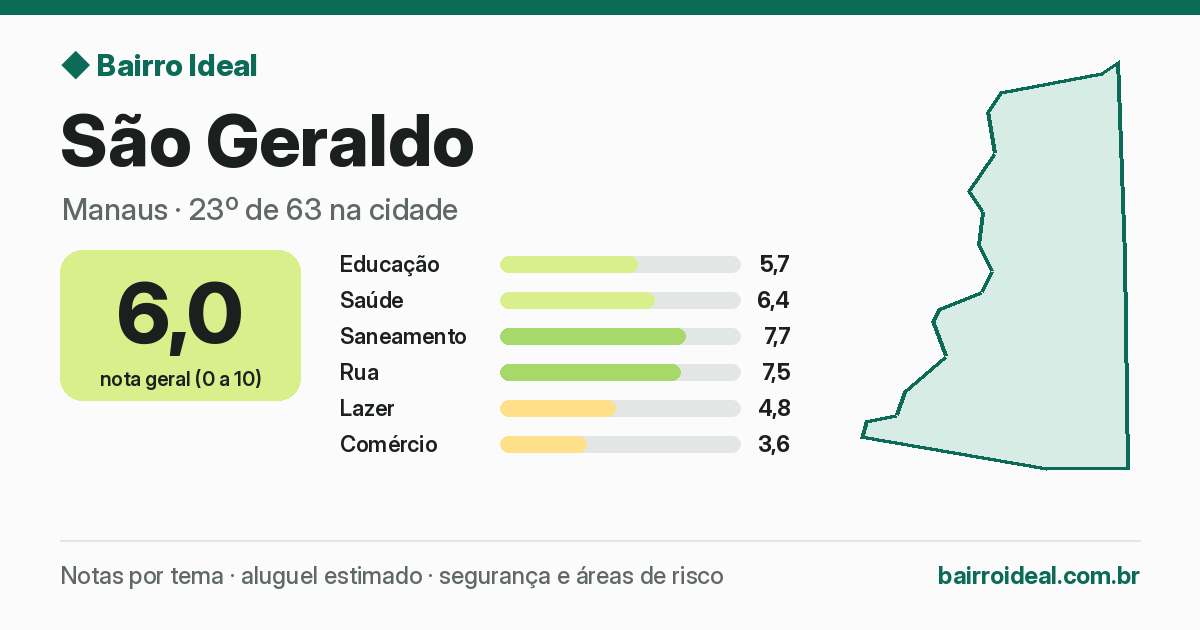 Bairro Ideal
São Geraldo
Manaus · 23º de 63 na cidade
6,0
nota geral (0 a 10)
Educação 5,7
Saúde 6,4
Saneamento 7,7
Rua 7,5
Lazer 4,8
Comércio 3,6
Notas por tema · aluguel estimado · segurança e áreas de risco
bairroideal.com.br